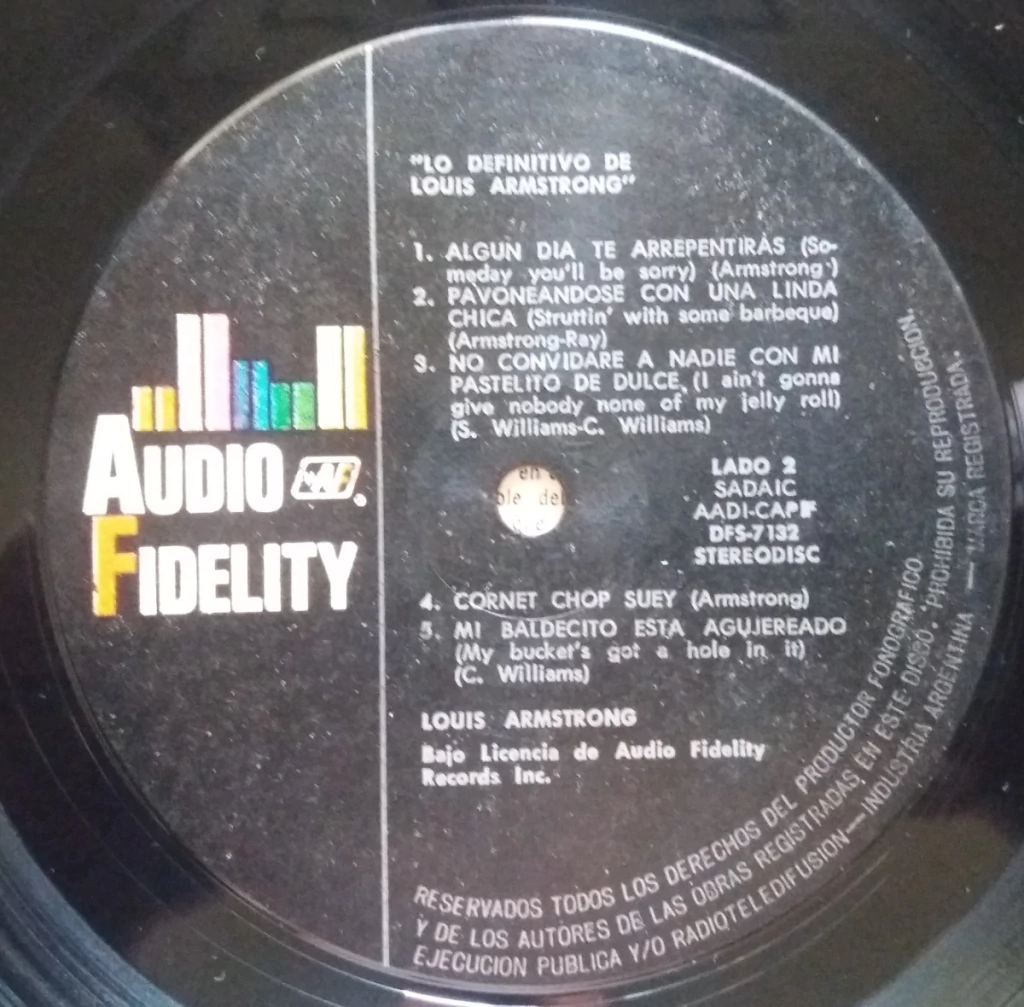 "LO DEFINITIVO DE
LOUIS ARMSTRONG"
1. ALGUN DIA TE ARREPENTIRAS (So-
meday you'll be sorry) (Armstrong)
2. PAVONEANDOSE CON UNA LINDA
CHICA (Struttin' with some barbeque)
(Armstrong-Ray)
3. NO CONVIDARE A NADIE CON MI
PASTELITO DE DULCE, (I ain't gonna
give nobody none of my jelly roll)
(S. Williams-C. Williams)
AUDIO
FIDELITY
LADO 2
SADAIC
AADI-CAPIF
DFS-7132
STEREODISC
4. CORNET CHOP SUEY (Armstrong)
5. MI BALDECITO ESTA AGUJEREADO
(My bucket's got a hole in it)
(C. Williams)
LOUIS ARMSTRONG
Bajo Licencia de Audio Fidelity
Records Inc.
RESERVADOS TODOS LOS DERECHOS DEL PRODUCTOR FONOGRAFICO
Y DE LOS AUTORES DE LAS OBRAS REGISTRADAS EN ESTE DISCO. PROHIBIDA SU REPRODUCCION,
EJECUCION PUBLICA Y/O RADIOTELEDIFUSION—INDUSTRIA ARGENTINA — MARCA REGISTRADA.